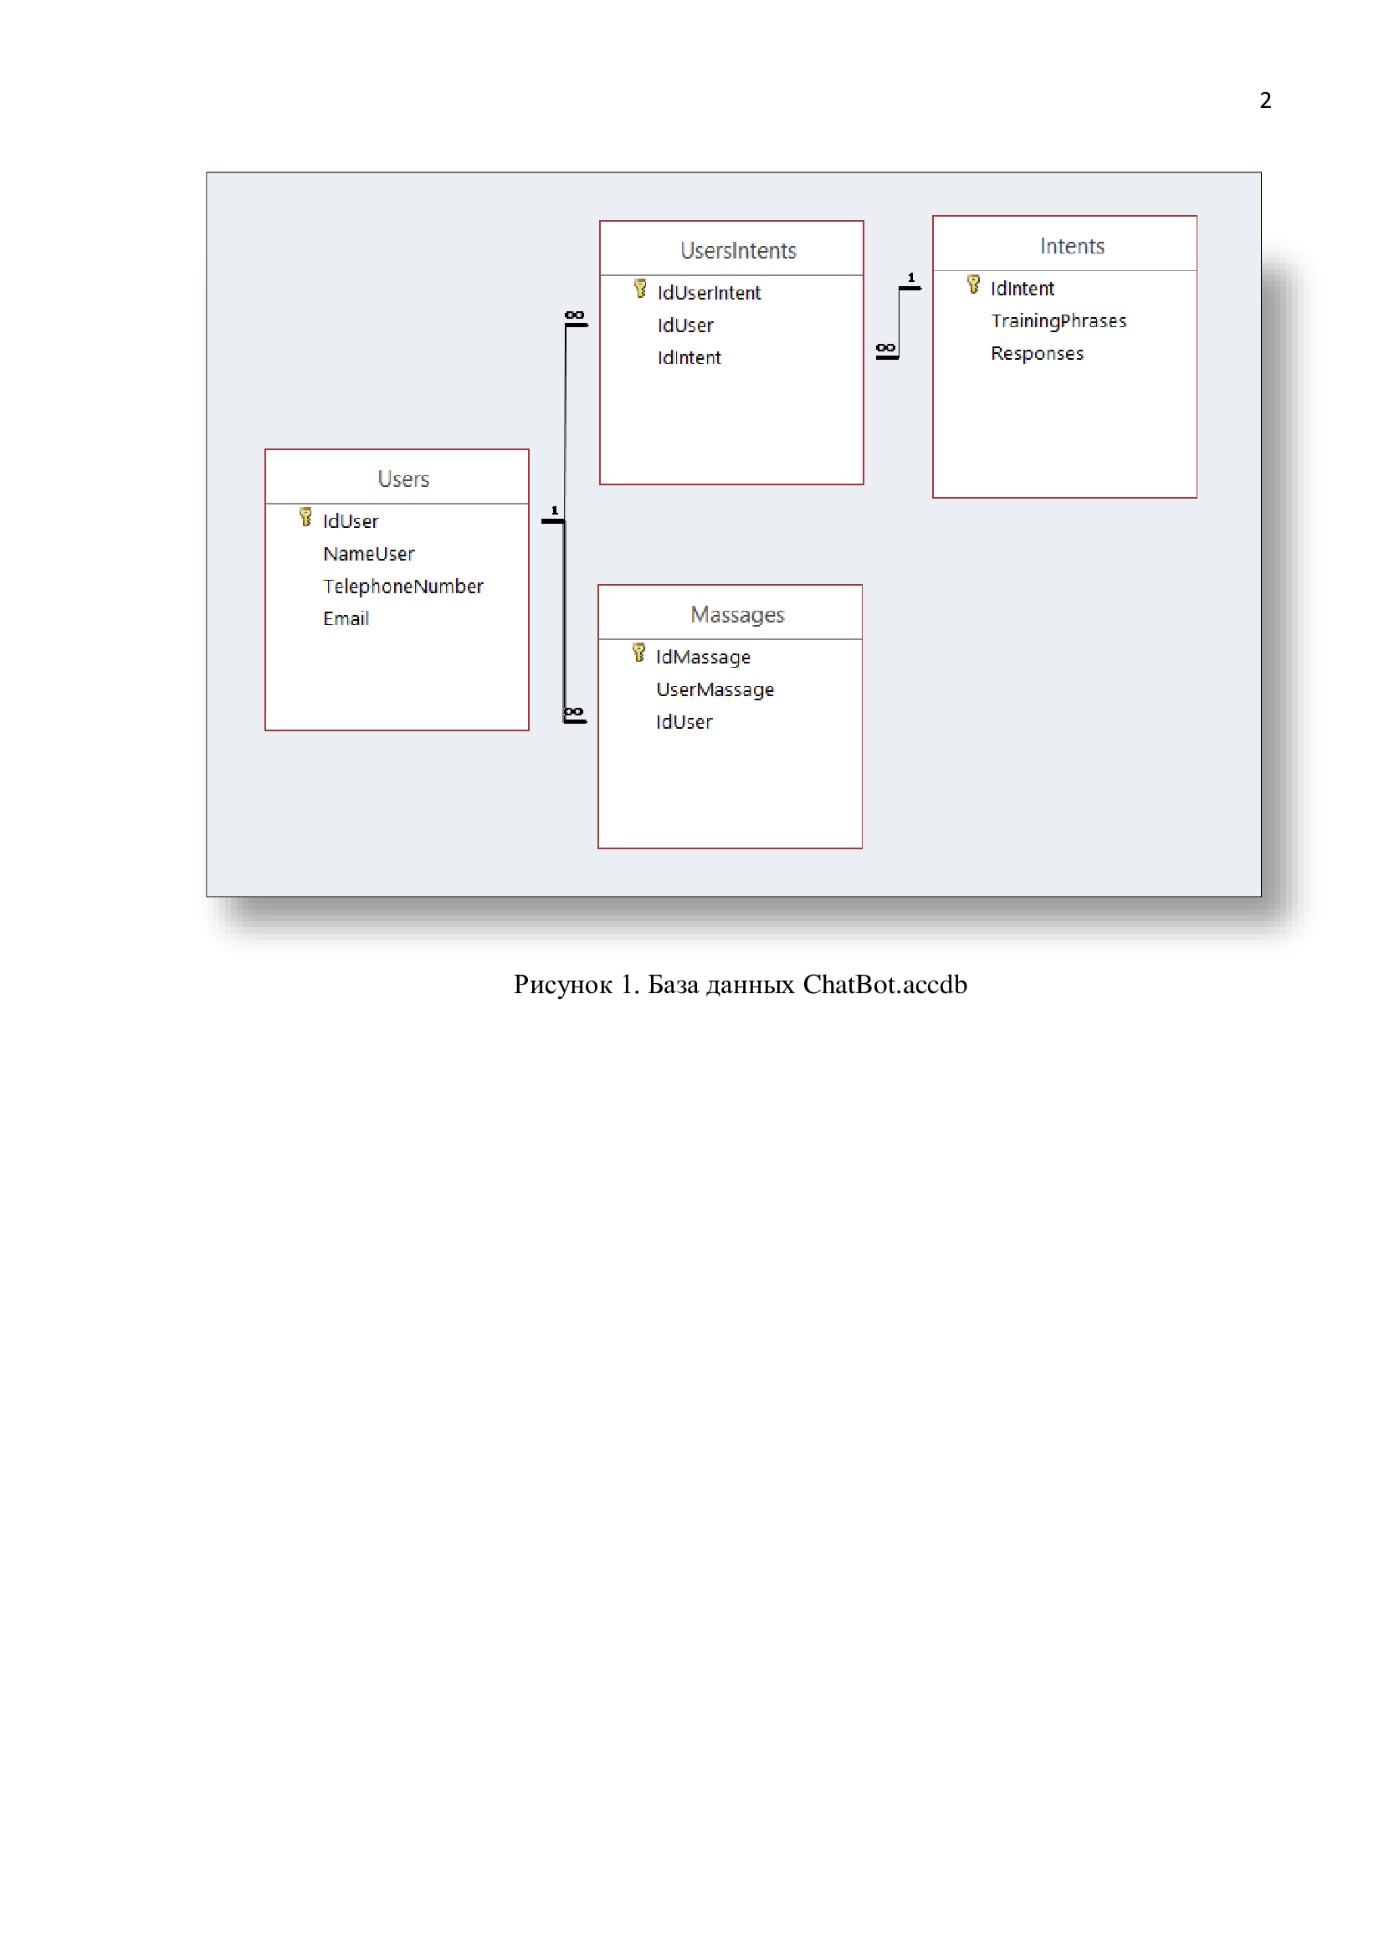 2
UsersIntents
IdUserIntent
IdUser
IdIntent
Intents
IdIntent
TrainingPhrases
Responses
1
∞
∞
Users
IdUser
NameUser
TelephoneNumber
Email
1
∞
Massages
IdMassage
UserMassage
IdUser
Рисунок 1. База данных ChatBot.accdb